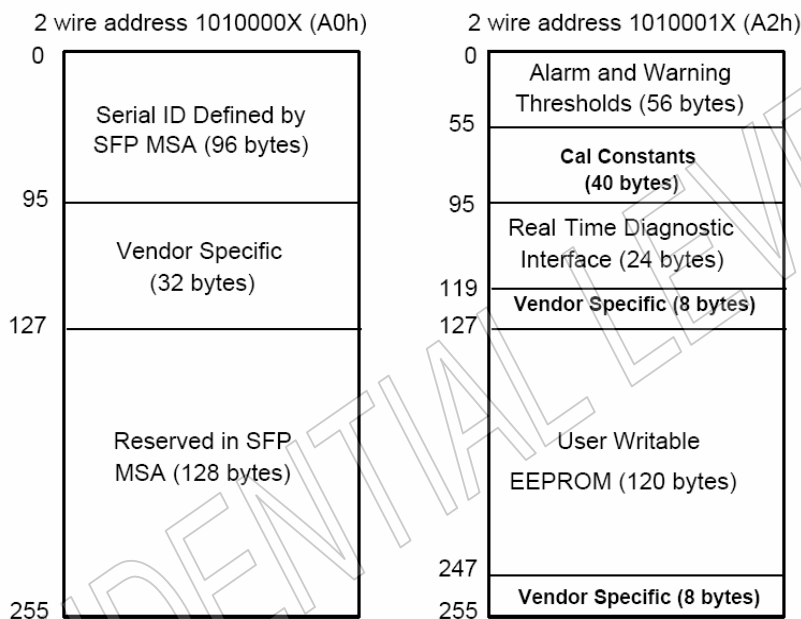 2 wire address 1010000X (A0h)
0
Serial ID Defined by
SFP MSA (96 bytes)
95
Vendor Specific
(32 bytes)
127
Reserved in SFP
MSA (128 bytes)
255
2 wire address 1010001X (A2h)
0
Alarm and Warning
Thresholds (56 bytes)
55
Cal Constants
(40 bytes)
95
Real Time Diagnostic
Interface (24 bytes)
119
Vendor Specific (8 bytes)
127
User Writable
EEPROM (120 bytes)
247
Vendor Specific (8 bytes)
255